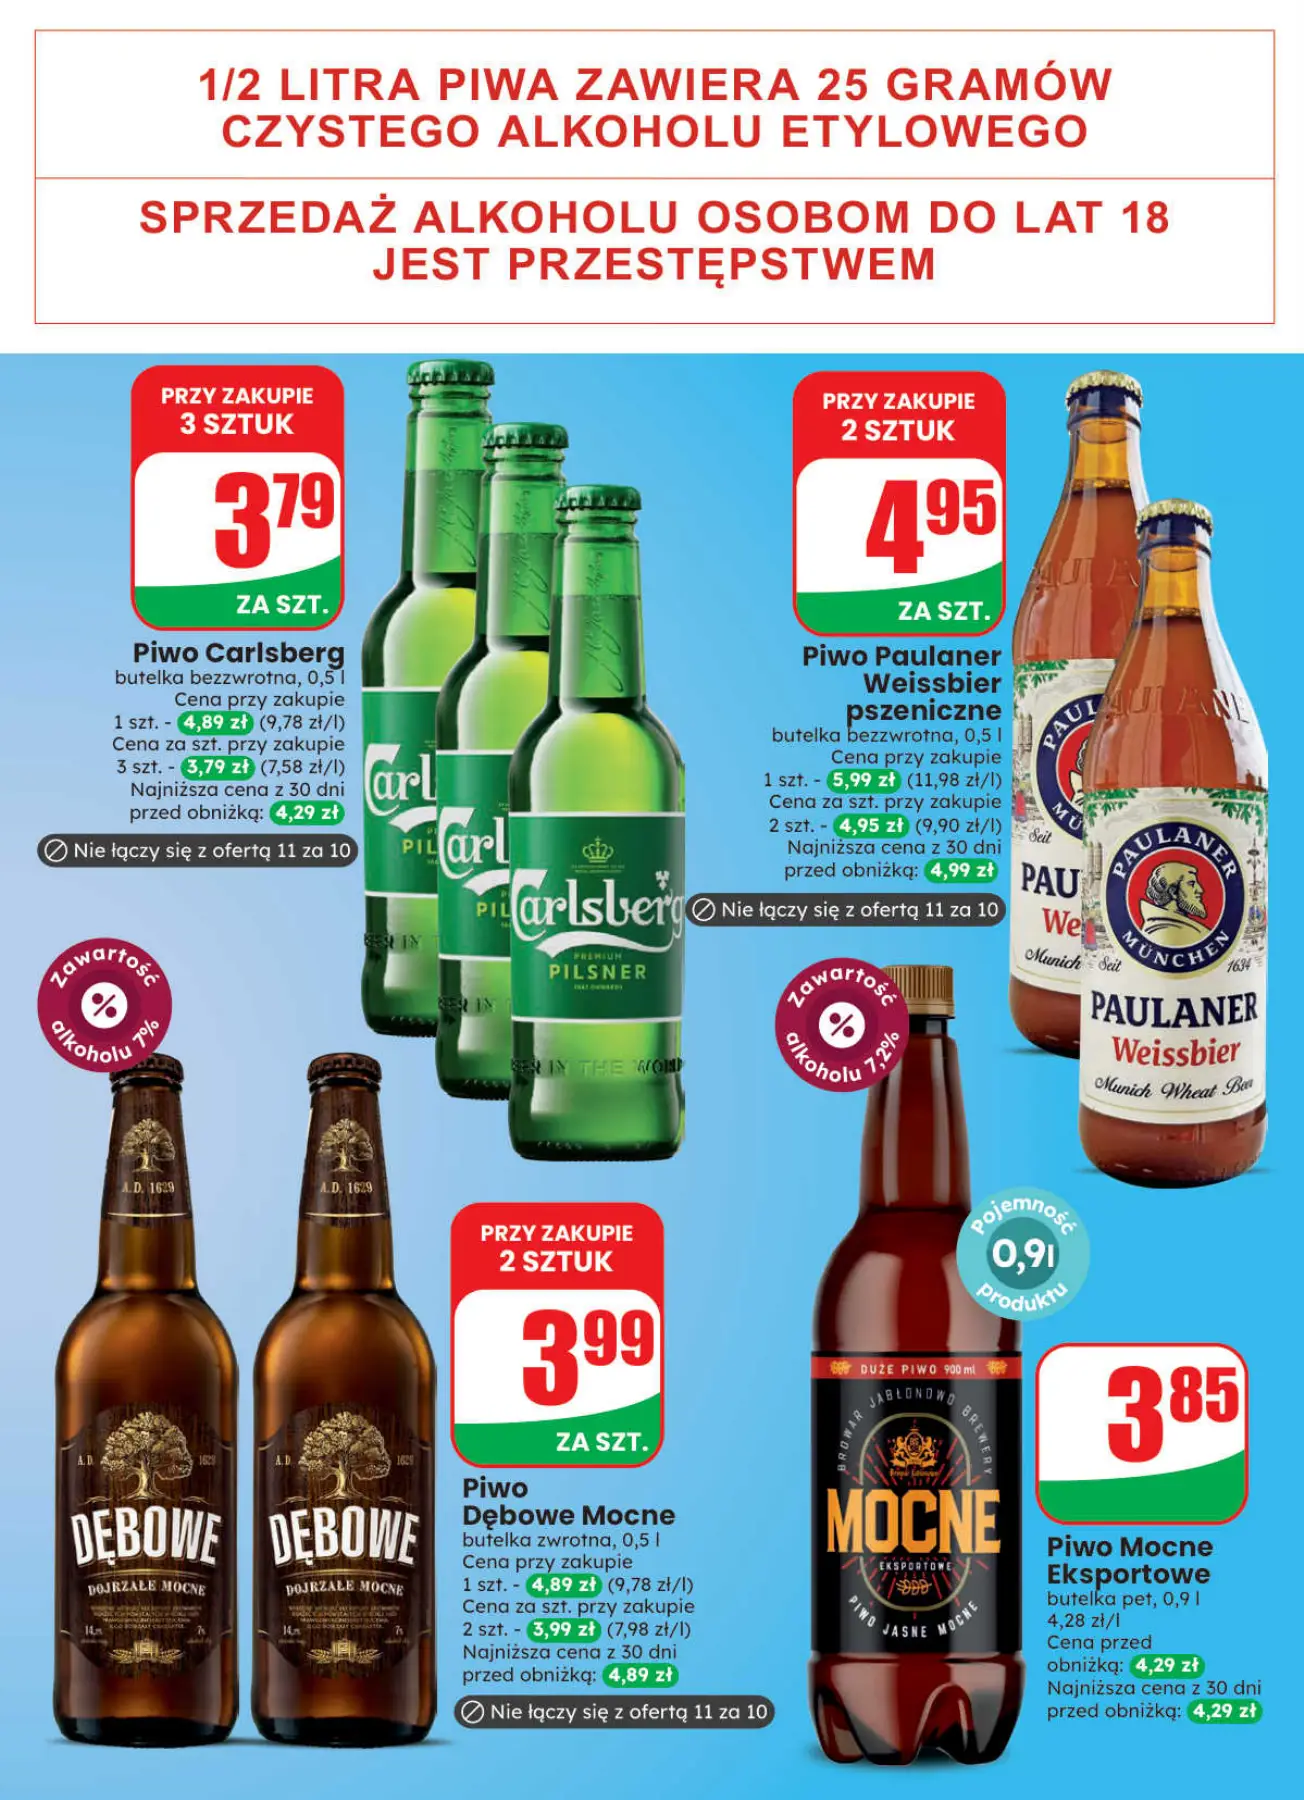 1/2 LITRA PIWA ZAWIERA 25 GRAMÓW
CZYSTEGO ALKOHOLU ETYLOWEGO
SPRZEDAŻ ALKOHOLU OSOBOM DO LAT 18
JEST PRZESTĘPSTWEM
PRZY ZAKUPIE
3 SZTUK
3 79
ZA SZT.
Piwo Carlsberg
butelka bezzwrotna, 0,5 l
Cena przy zakupie
1 szt. - 4,89 zł (9,78 zł/l)
Cena za szt. przy zakupie
3 szt. - 3,79 zł (7,58 zł/l)
Najniższa cena z 30 dni
przed obniżką: 4,29 zł
Nie łączy się z ofertą 11 za 10
Carlsberg
PREMIUM
PILSNER
PRZY ZAKUPIE
2 SZTUK
4 95
ZA SZT.
Piwo Paulaner
Weissbier
pszeniczne
butelka bezzwrotna, 0,5 l
Cena przy zakupie
1 szt. - 5,99 zł (11,98 zł/l)
Cena za szt. przy zakupie
2 szt. - 4,95 zł (9,90 zł/l)
Najniższa cena z 30 dni
przed obniżką: 4,99 zł
Nie łączy się z ofertą 11 za 10
PAULANER
MÜNCHEN
Seit 1634
PAULANER
Weissbier
Munich Wheat Beer
Zawartość
%
alkoholu 7%
A.D. 1629
A.D. 1629
A.D. 1629
DĘBOWE
DOJRZAŁE MOCNE
A.D. 1629
DĘBOWE
DOJRZAŁE MOCNE
PRZY ZAKUPIE
2 SZTUK
3 99
ZA SZT.
Piwo
Dębowe Mocne
butelka zwrotna, 0,5 l
Cena przy zakupie
1 szt. - 4,89 zł (9,78 zł/l)
Cena za szt. przy zakupie
2 szt. - 3,99 zł (7,98 zł/l)
Najniższa cena z 30 dni
przed obniżką: 4,89 zł
Nie łączy się z ofertą 11 za 10
Zawartość
%
alkoholu 7,2%
Pojemność
0,9l
produktu
DUŻE PIWO 900 ml
BROWAR JABŁONOWO BREWERY
MOCNE
EKSPORTOWE
PIWO JASNE MOCNE
3 85
Piwo Mocne
Eksportowe
butelka pet, 0,9 l
4,28 zł/l
Cena przed
obniżką: 4,29 zł
Najniższa cena z 30 dni
przed obniżką: 4,29 zł